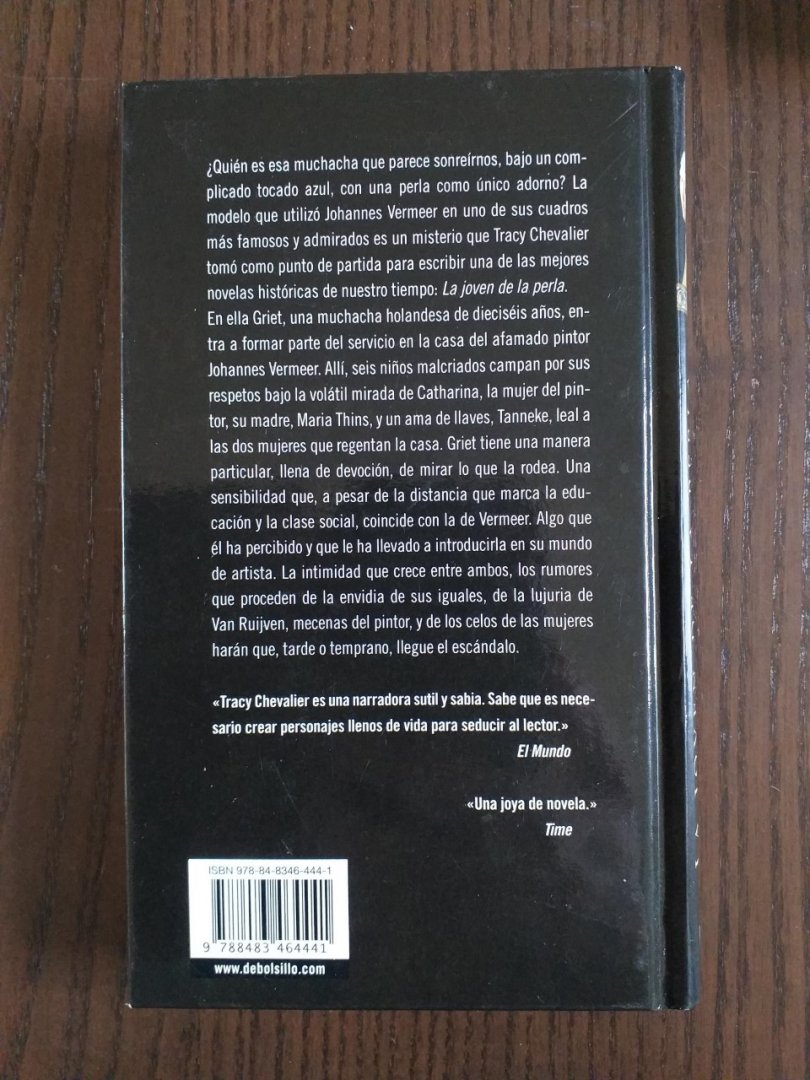 ¿Quién es esa muchacha que parece sonreírnos, bajo un com-
plicado tocado azul, con una perla como único adorno? La
modelo que utilizó Johannes Vermeer en uno de sus cuadros
más famosos y admirados es un misterio que Tracy Chevalier
tomó como punto de partida para escribir una de las mejores
novelas históricas de nuestro tiempo: La joven de la perla.
En ella Griet, una muchacha holandesa de dieciséis años, en-
tra a formar parte del servicio en la casa del afamado pintor
Johannes Vermeer. Allí, seis niños malcriados campan por sus
respetos bajo la volátil mirada de Catharina, la mujer del pin-
tor, su madre, Maria Thins, y un ama de llaves, Tanneke, leal a
las dos mujeres que regentan la casa. Griet tiene una manera
particular, llena de devoción, de mirar lo que la rodea. Una
sensibilidad que, a pesar de la distancia que marca la edu-
cación y la clase social, coincide con la de Vermeer. Algo que
él ha percibido y que le ha llevado a introducirla en su mundo
de artista. La intimidad que crece entre ambos, los rumores
que proceden de la envidia de sus iguales, de la lujuria de
Van Ruijven, mecenas del pintor, y de los celos de las mujeres
harán que, tarde o temprano, llegue el escándalo.
«Tracy Chevalier es una narradora sutil y sabia. Sabe que es nece-
sario crear personajes llenos de vida para seducir al lector.»
El Mundo
«Una joya de novela.»
Time
ISBN 978-84-8346-444-1
9 788483 464441
www.debolsillo.com